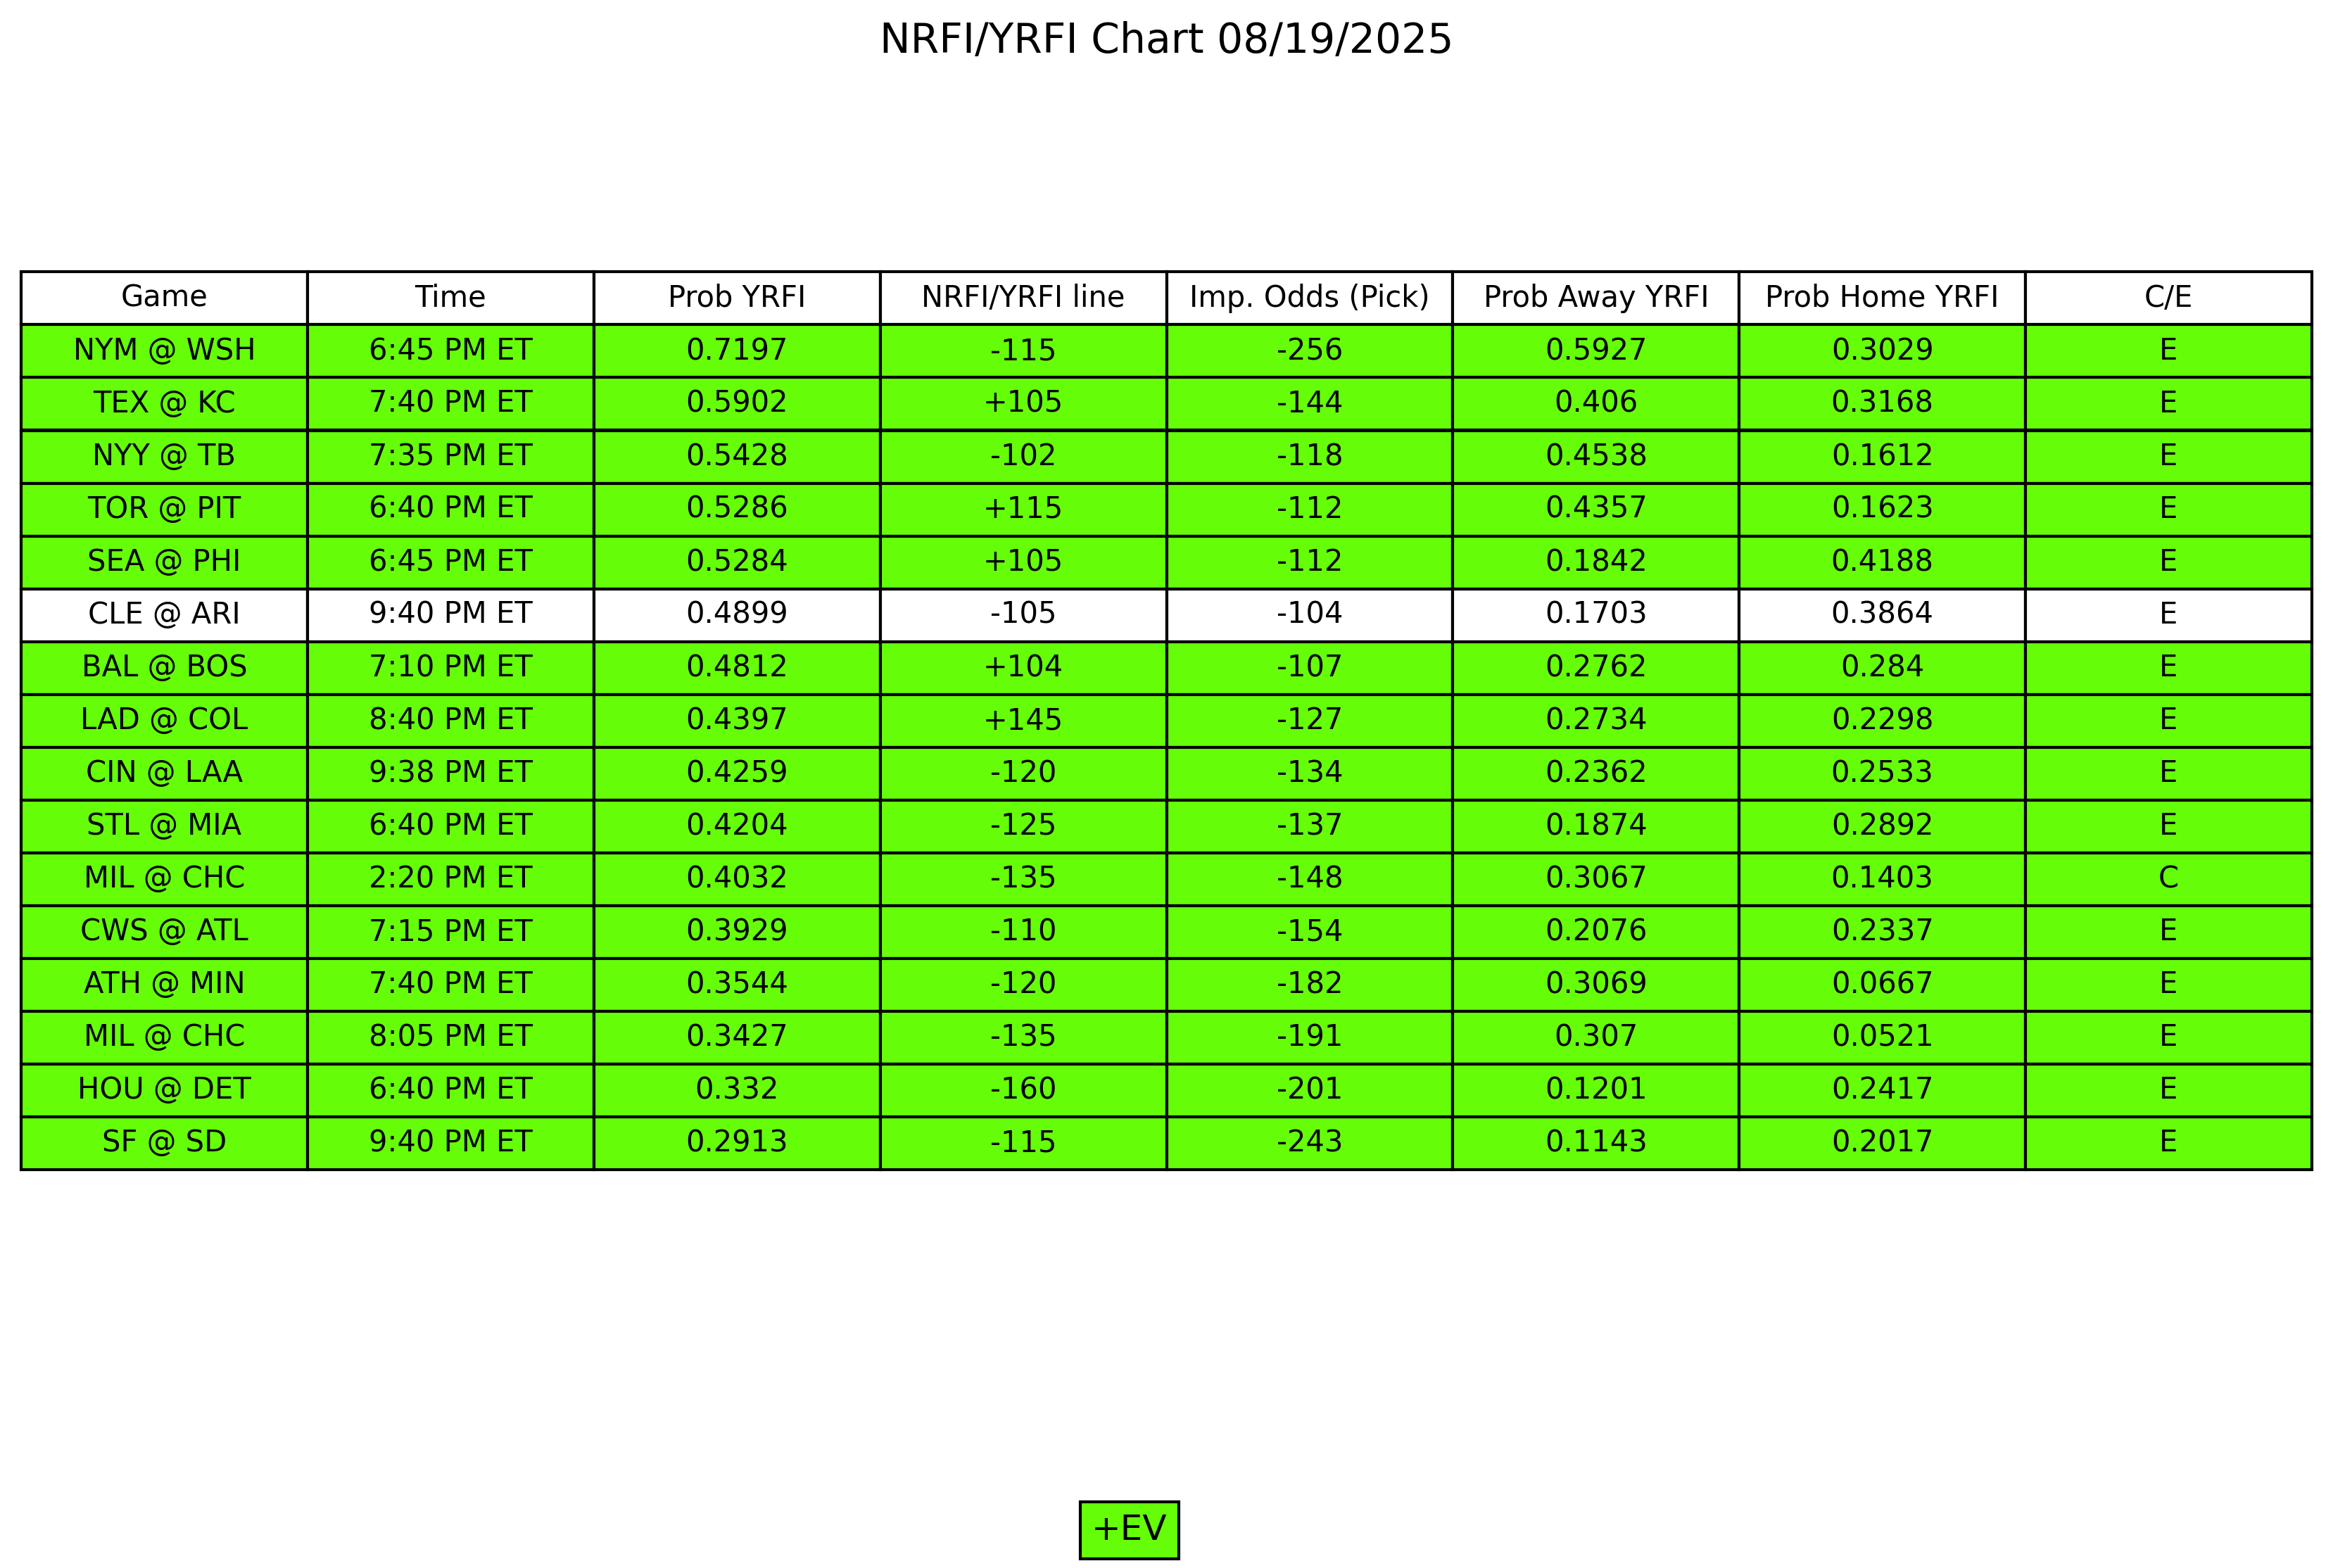 NRFI/YRFI Chart 08/19/2025
Game Time Prob YRFI NRFI/YRFI line Imp. Odds (Pick) Prob Away YRFI Prob Home YRFI C/E
NYM @ WSH 6:45 PM ET 0.7197 -115 -256 0.5927 0.3029 E
TEX @ KC 7:40 PM ET 0.5902 +105 -144 0.406 0.3168 E
NYY @ TB 7:35 PM ET 0.5428 -102 -118 0.4538 0.1612 E
TOR @ PIT 6:40 PM ET 0.5286 +115 -112 0.4357 0.1623 E
SEA @ PHI 6:45 PM ET 0.5284 +105 -112 0.1842 0.4188 E
CLE @ ARI 9:40 PM ET 0.4899 -105 -104 0.1703 0.3864 E
BAL @ BOS 7:10 PM ET 0.4812 +104 -107 0.2762 0.284 E
LAD @ COL 8:40 PM ET 0.4397 +145 -127 0.2734 0.2298 E
CIN @ LAA 9:38 PM ET 0.4259 -120 -134 0.2362 0.2533 E
STL @ MIA 6:40 PM ET 0.4204 -125 -137 0.1874 0.2892 E
MIL @ CHC 2:20 PM ET 0.4032 -135 -148 0.3067 0.1403 C
CWS @ ATL 7:15 PM ET 0.3929 -110 -154 0.2076 0.2337 E
ATH @ MIN 7:40 PM ET 0.3544 -120 -182 0.3069 0.0667 E
MIL @ CHC 8:05 PM ET 0.3427 -135 -191 0.307 0.0521 E
HOU @ DET 6:40 PM ET 0.332 -160 -201 0.1201 0.2417 E
SF @ SD 9:40 PM ET 0.2913 -115 -243 0.1143 0.2017 E
+EV